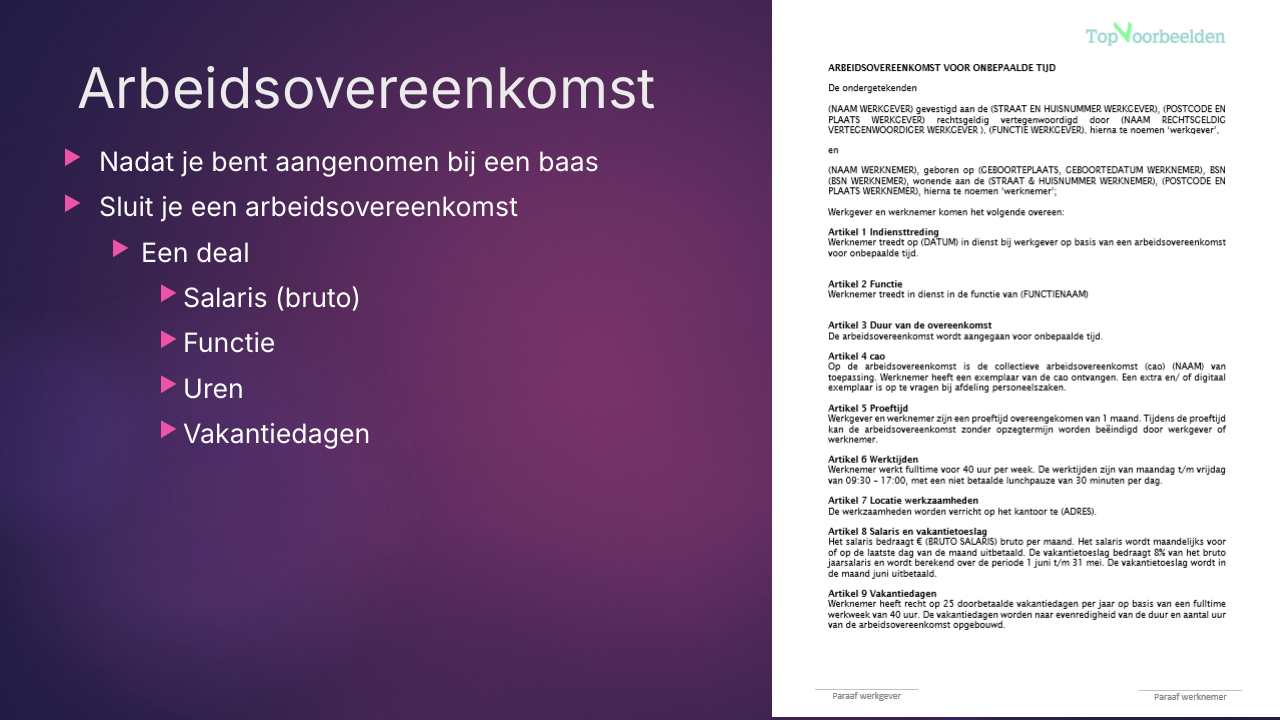 Arbeidsovereenkomst
Nadat je bent aangenomen bij een baas
Sluit je een arbeidsovereenkomst
Een deal
Salaris (bruto)
Functie
Uren
Vakantiedagen
TopVoorbeelden
ARBEIDSOVEREENKOMST VOOR ONBEPAALDE TIJD
De ondergetekenden
(NAAM WERKGEVER) gevestigd aan de (STRAAT EN HUISNUMMER WERKGEVER), (POSTCODE EN
PLAATS WERKGEVER) rechtsgeldig vertegenwoordigd door (NAAM RECHTSGELDIG
VERTEGENWOORDIGER WERKGEVER ), (FUNCTIE WERKGEVER), hierna te noemen ‘werkgever’,
en
(NAAM WERKNEMER), geboren op (GEBOORTEPLAATS, GEBOORTEDATUM WERKNEMER), BSN
(BSN WERKNEMER), wonende aan de (STRAAT & HUISNUMMER WERKNEMER), (POSTCODE EN
PLAATS WERKNEMER), hierna te noemen ‘werknemer’;
Werkgever en werknemer komen het volgende overeen:
Artikel 1 Indiensttreding
Werknemer treedt op (DATUM) in dienst bij werkgever op basis van een arbeidsovereenkomst
voor onbepaalde tijd.
Artikel 2 Functie
Werknemer treedt in dienst in de functie van (FUNCTIENAAM)
Artikel 3 Duur van de overeenkomst
De arbeidsovereenkomst wordt aangegaan voor onbepaalde tijd.
Artikel 4 cao
Op de arbeidsovereenkomst is de collectieve arbeidsovereenkomst (cao) (NAAM) van
toepassing. Werknemer heeft een exemplaar van de cao ontvangen. Een extra en/ of digitaal
exemplaar is op te vragen bij afdeling personeelszaken.
Artikel 5 Proeftijd
Werkgever en werknemer zijn een proeftijd overeengekomen van 1 maand. Tijdens de proeftijd
kan de arbeidsovereenkomst zonder opzegtermijn worden beëindigd door werkgever of
werknemer.
Artikel 6 Werktijden
Werknemer werkt fulltime voor 40 uur per week. De werktijden zijn van maandag t/m vrijdag
van 09:30 – 17:00, met een niet betaalde lunchpauze van 30 minuten per dag.
Artikel 7 Locatie werkzaamheden
De werkzaamheden worden verricht op het kantoor te (ADRES).
Artikel 8 Salaris en vakantietoeslag
Het salaris bedraagt € (BRUTO SALARIS) bruto per maand. Het salaris wordt maandelijks voor
of op de laatste dag van de maand uitbetaald. De vakantietoeslag bedraagt 8% van het bruto
jaarsalaris en wordt berekend over de periode 1 juni t/m 31 mei. De vakantietoeslag wordt in
de maand juni uitbetaald.
Artikel 9 Vakantiedagen
Werknemer heeft recht op 25 doorbetaalde vakantiedagen per jaar op basis van een fulltime
werkweek van 40 uur. De vakantiedagen worden naar evenredigheid van de duur en aantal uur
van de arbeidsovereenkomst opgebouwd.
Paraaf werkgever
Paraaf werknemer